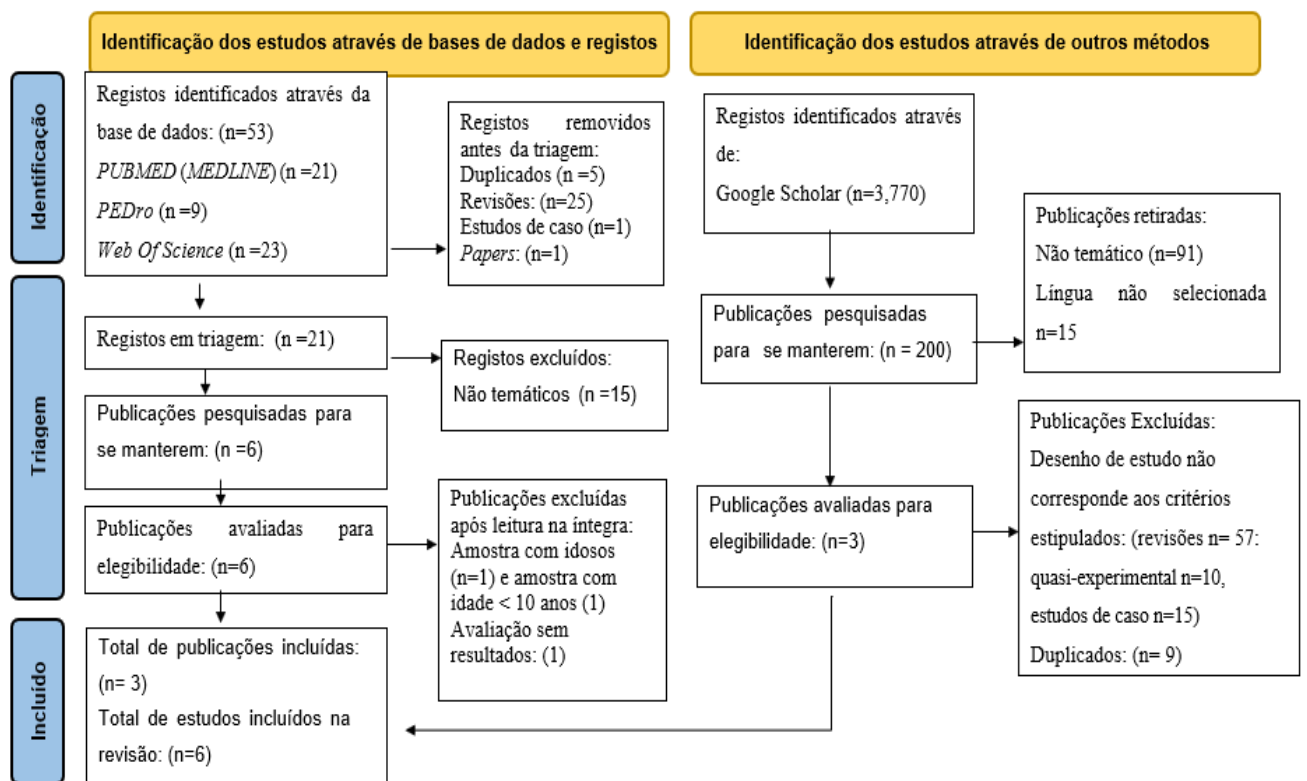 Identificação dos estudos através de bases de dados e registos
Identificação dos estudos através de outros métodos
Identificação
Registos identificados através da
base de dados: (n=53)
PUBMED (MEDLINE) (n =21)
PEDro (n =9)
Web Of Science (n =23)
Registos removidos
antes da triagem:
Duplicados (n =5)
Revisões: (n=25)
Estudos de caso (n=1)
Papers: (n=1)
Registos identificados através
de:
Google Scholar (n=3,770)
Publicações retiradas:
Não temático (n=91)
Língua não selecionada
n=15
Triagem
Registos em triagem: (n =21)
Registos excluídos:
Não temáticos (n =15)
Publicações pesquisadas
para se manterem: (n = 200)
Publicações pesquisadas para
se manterem: (n =6)
Publicações avaliadas para
elegibilidade: (n=6)
Publicações excluídas
após leitura na íntegra:
Amostra com idosos
(n=1) e amostra com
idade < 10 anos (1)
Avaliação sem
resultados: (1)
Publicações avaliadas para
elegibilidade: (n=3)
Publicações Excluídas:
Desenho de estudo não
corresponde aos critérios
estipulados: (revisões n= 57:
quasi-experimental n=10,
estudos de caso n=15)
Duplicados: (n= 9)
Incluído
Total de publicações incluídas:
(n= 3)
Total de estudos incluídos na
revisão: (n=6)